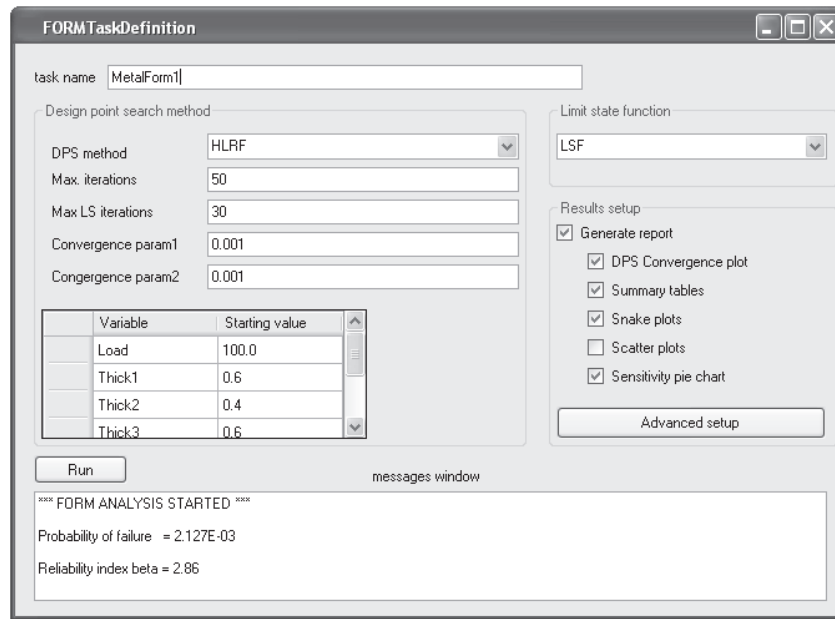 FORMTaskDefinition
task name MetalForm1
Design point search method
DPS method HLRF
Max. iterations 50
Max LS iterations 30
Convergence param1 0.001
Congergence param2 0.001
Variable Starting value
Load 100.0
Thick1 0.6
Thick2 0.4
Thick3 0.6
Limit state function
LSF
Results setup
Generate report
DPS Convergence plot
Summary tables
Snake plots
Scatter plots
Sensitivity pie chart
Advanced setup
Run
messages window
*** FORM ANALYSIS STARTED ***
Probability of failure = 2.127E-03
Reliability index beta = 2.86